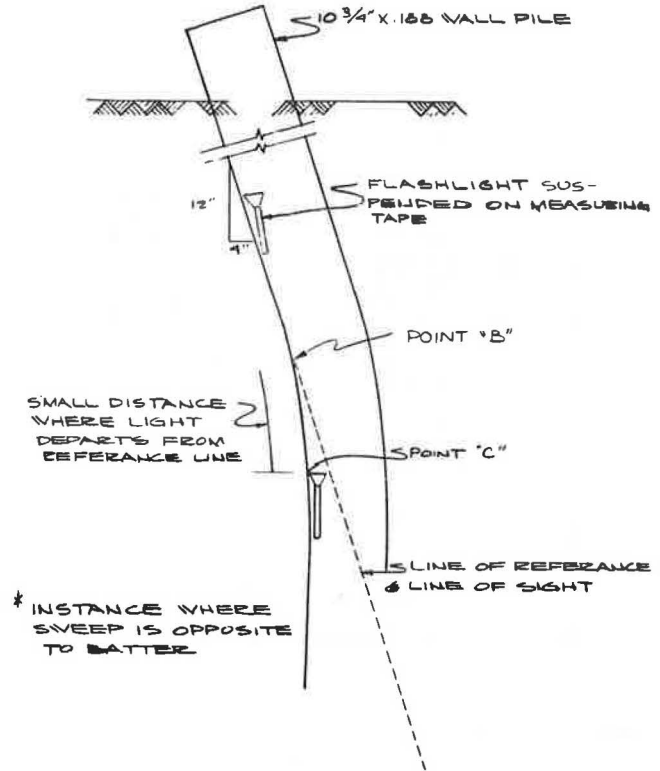 10 3/4" X .188 WALL PILE
FLASHLIGHT SUS-
PENDED ON MEASURING
TAPE
12"
4"
POINT "B"
SMALL DISTANCE
WHERE LIGHT
DEPARTS FROM
REFERANCE LINE
POINT "C"
LINE OF REFERANCE
& LINE OF SIGHT
* INSTANCE WHERE
SWEEP IS OPPOSITE
TO BATTER